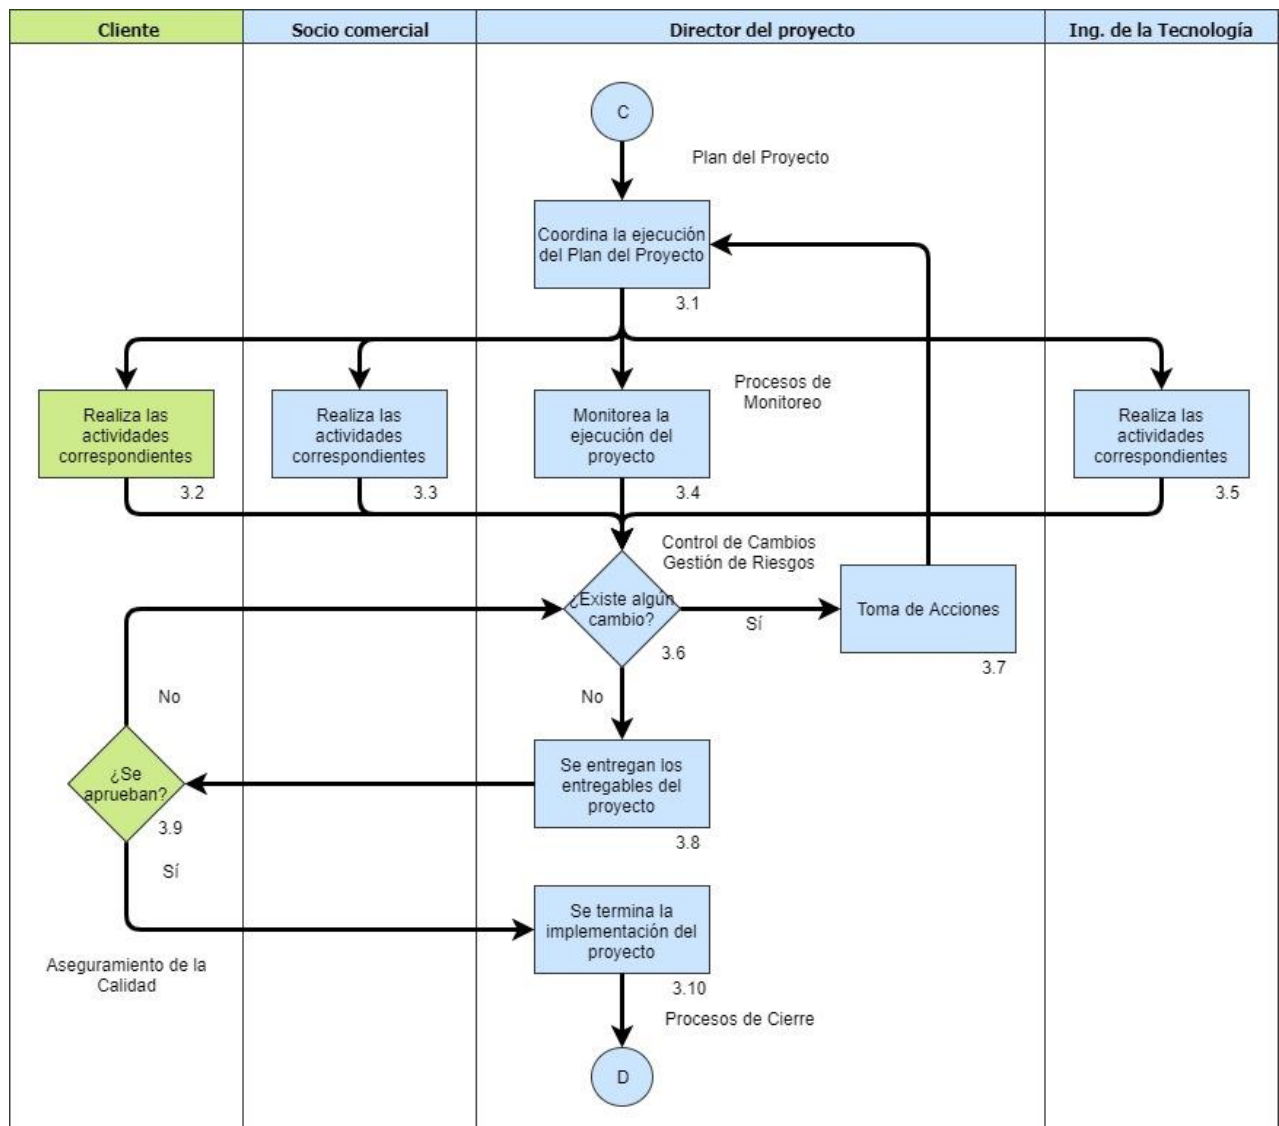 Cliente
Socio comercial
Director del proyecto
Ing. de la Tecnología
C
Plan del Proyecto
Coordina la ejecución
del Plan del Proyecto
3.1
Procesos de
Monitoreo
Realiza las
actividades
correspondientes
3.2
Realiza las
actividades
correspondientes
3.3
Monitorea la
ejecución del
proyecto
3.4
Realiza las
actividades
correspondientes
3.5
Control de Cambios
Gestión de Riesgos
¿Existe algún
cambio?
3.6
Sí
Toma de Acciones
3.7
No
No
Se entregan los
entregables del
proyecto
3.8
¿Se
aprueban?
3.9
Sí
Se termina la
implementación del
proyecto
3.10
Aseguramiento de la
Calidad
Procesos de Cierre
D